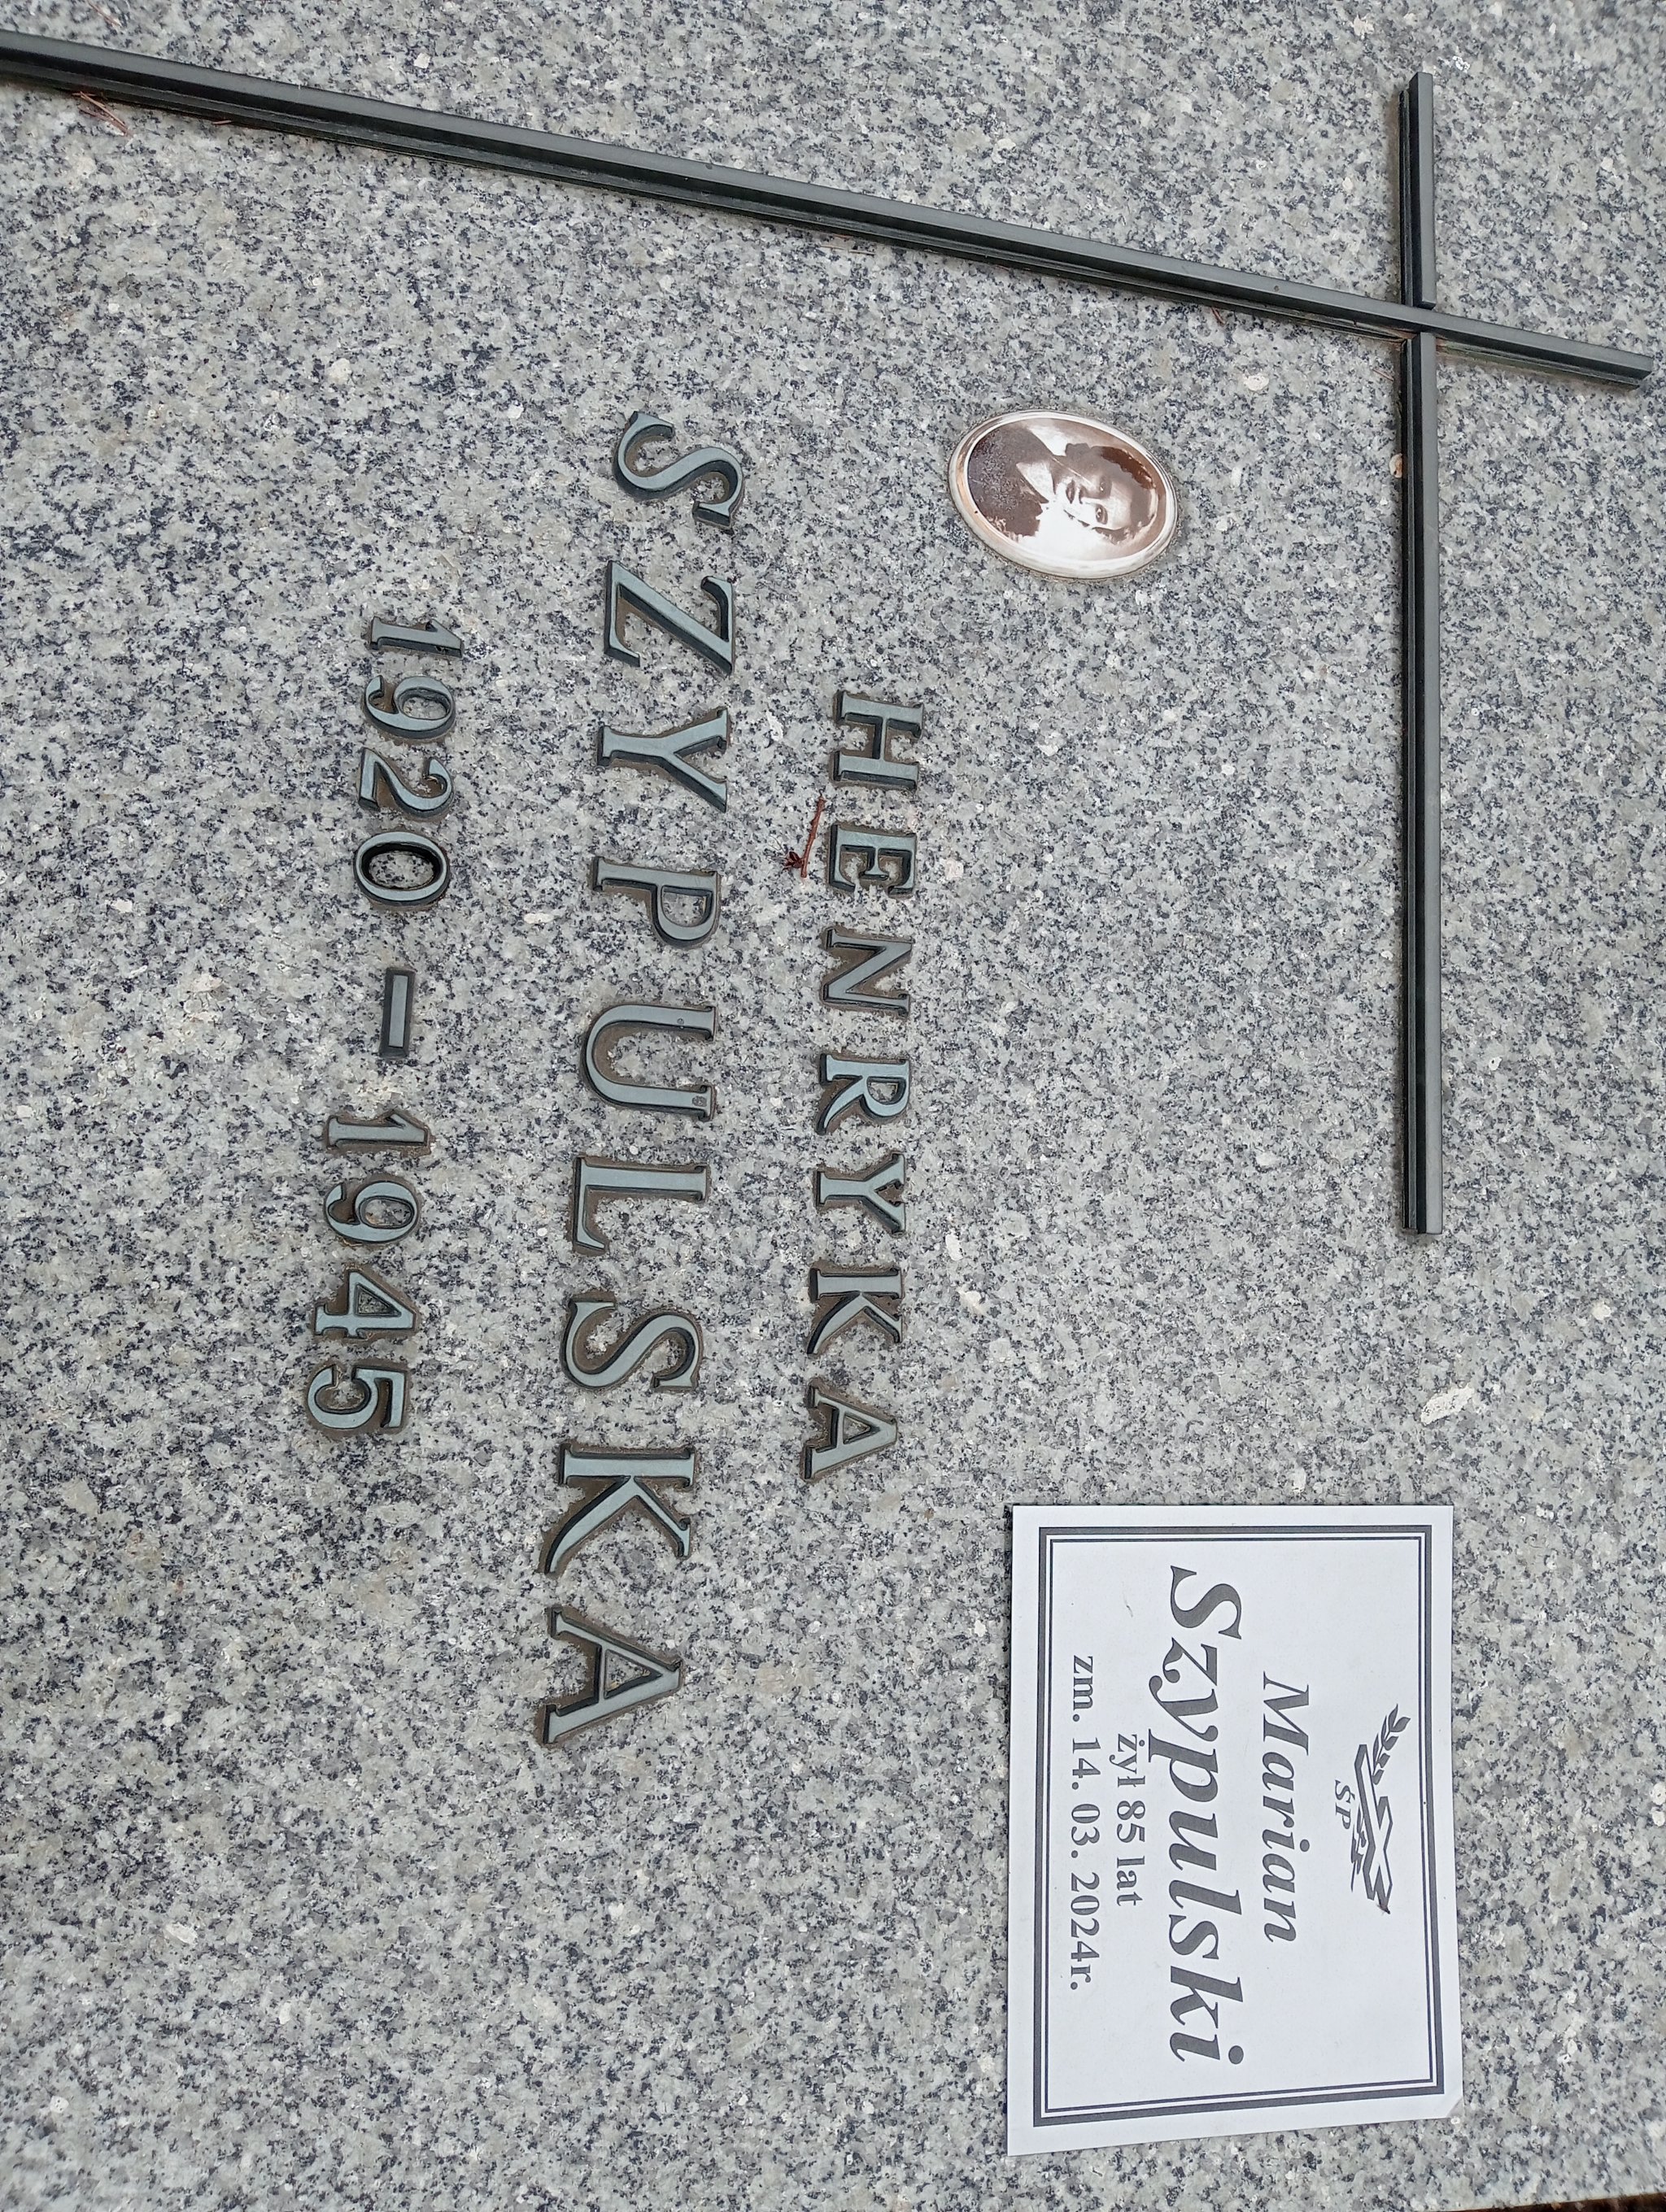 HENRYKA
SZYPULSKA
1920 - 1945
ŚP
Marian
Szypulski
żył 85 lat
zm. 14. 03. 2024r.